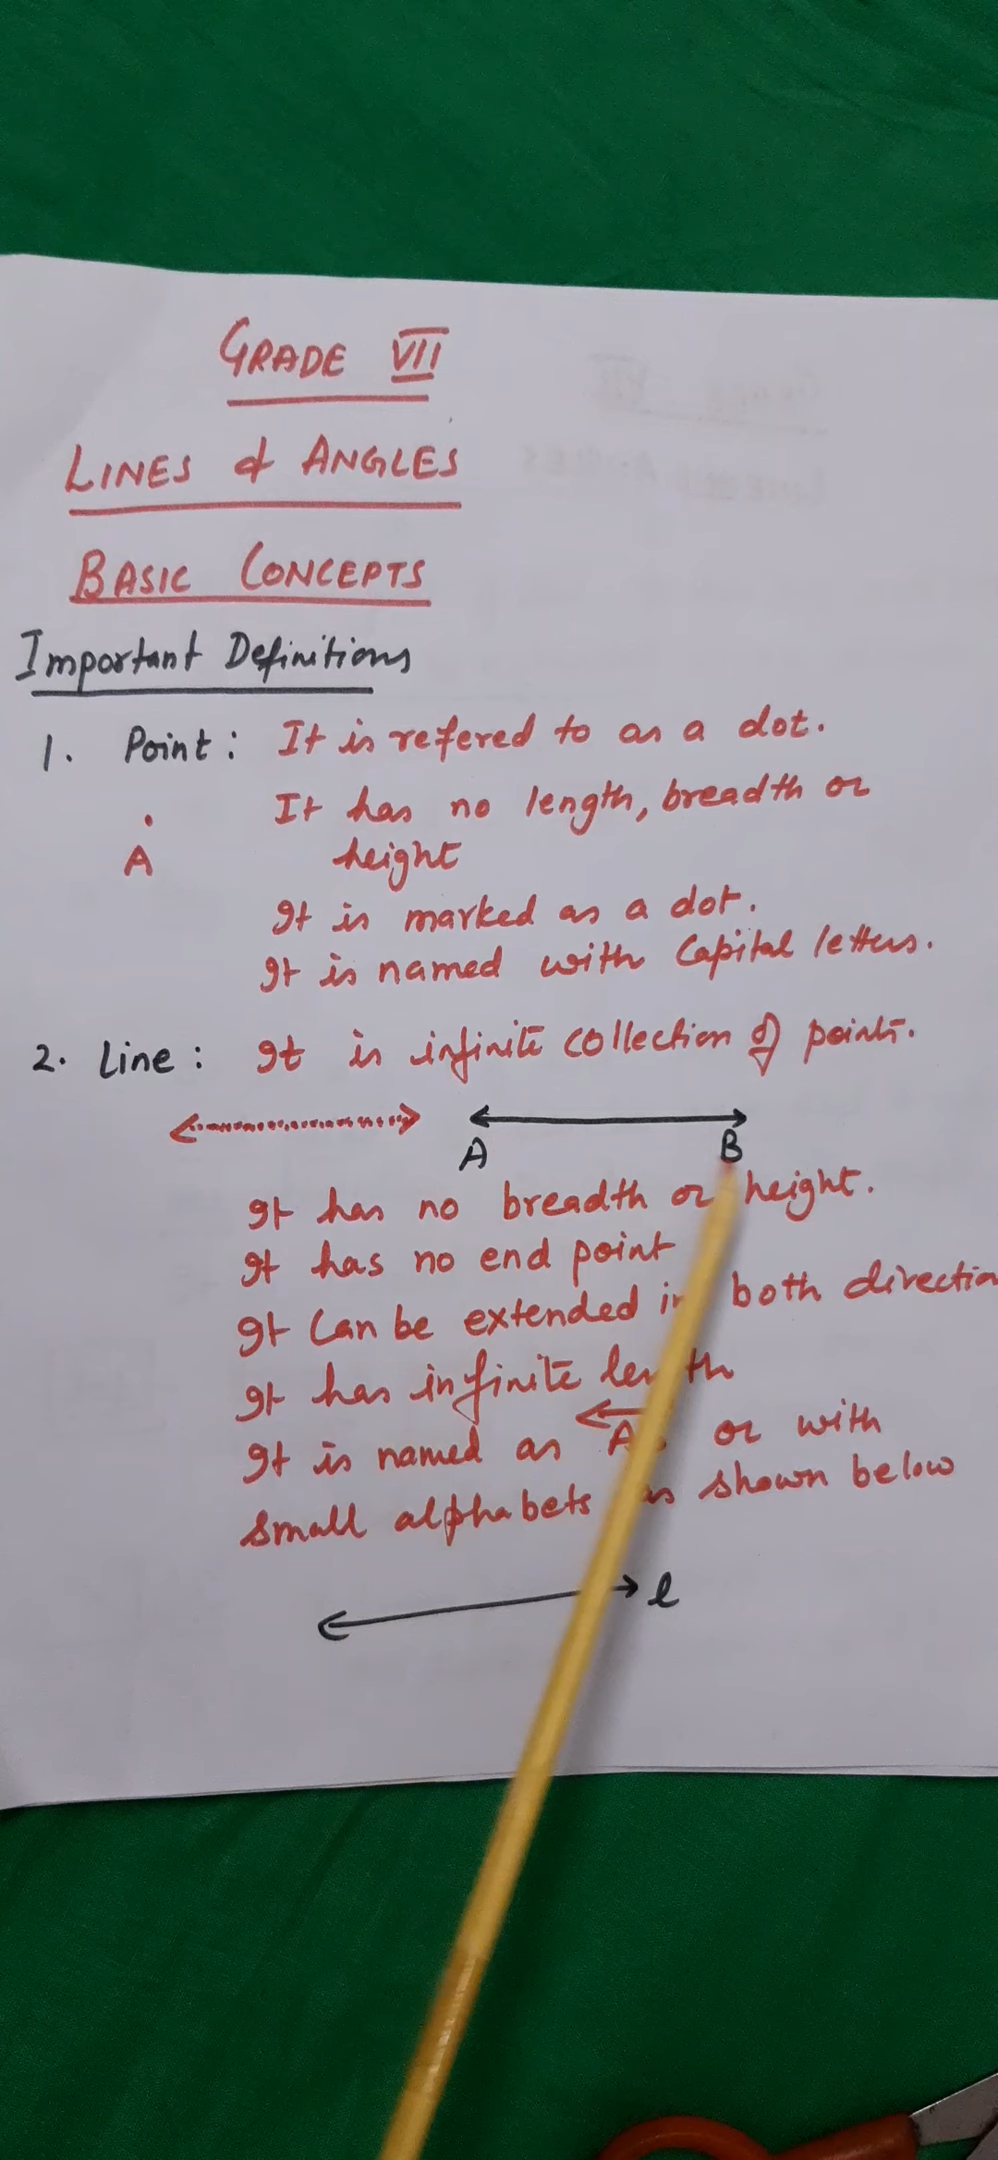 GRADE VII
LINES & ANGLES
BASIC CONCEPTS
Important Definitions
1. Point: It is refered to as a dot.
It has no length, breadth or
A height
It is marked as a dot.
It is named with Capital letters.
2. Line: It is infinite collection of points.
A B
It has no breadth or height.
It has no end point
It Can be extended in both direction
It has infinite
It is named as or with
small alphabets as shown below
l